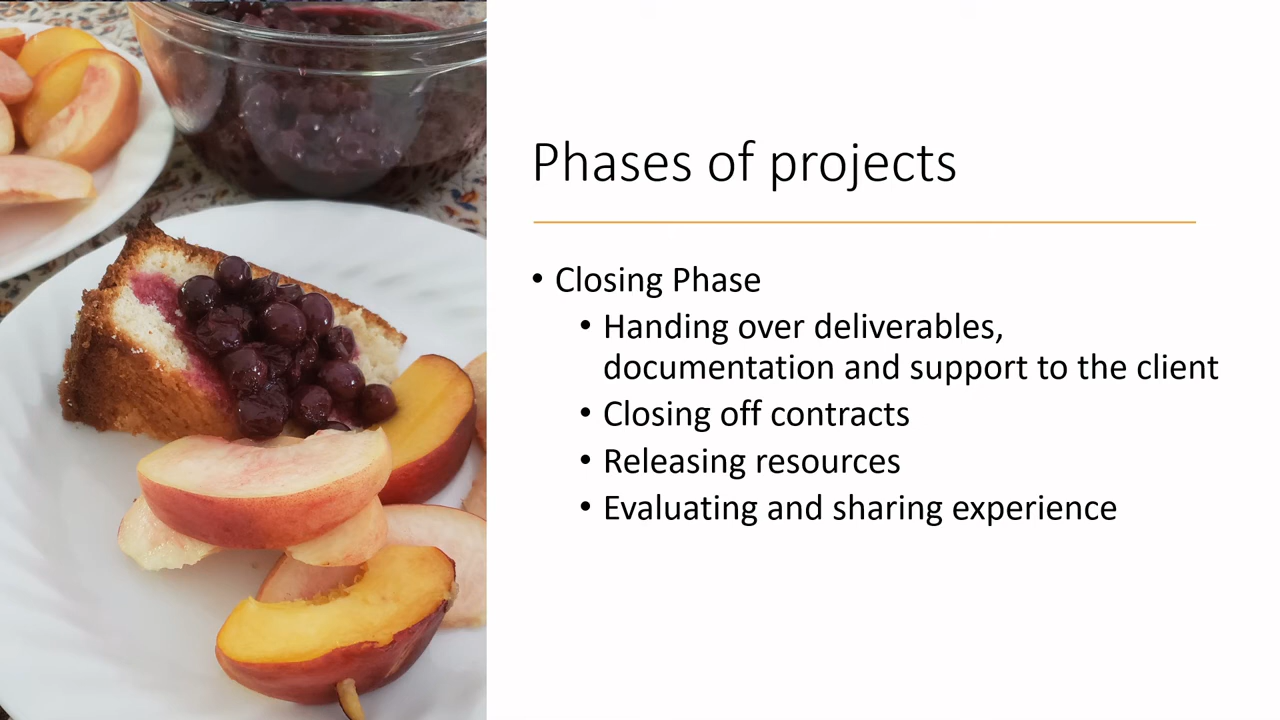 Phases of projects
• Closing Phase
• Handing over deliverables,
documentation and support to the client
• Closing off contracts
• Releasing resources
• Evaluating and sharing experience